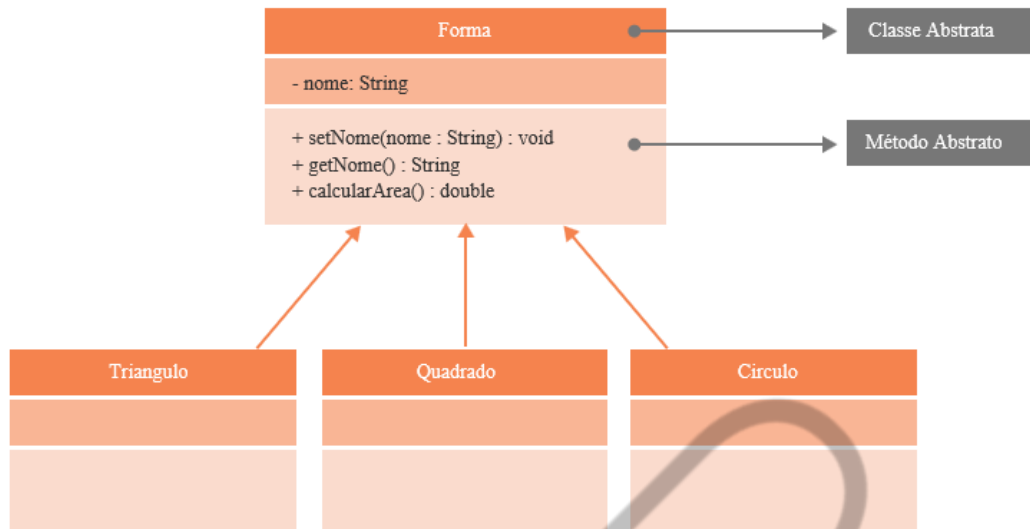 Forma
Classe Abstrata
- nome: String
+ setNome(nome : String) : void
Método Abstrato
+ getNome() : String
+ calcularArea() : double
Triangulo
Quadrado
Circulo